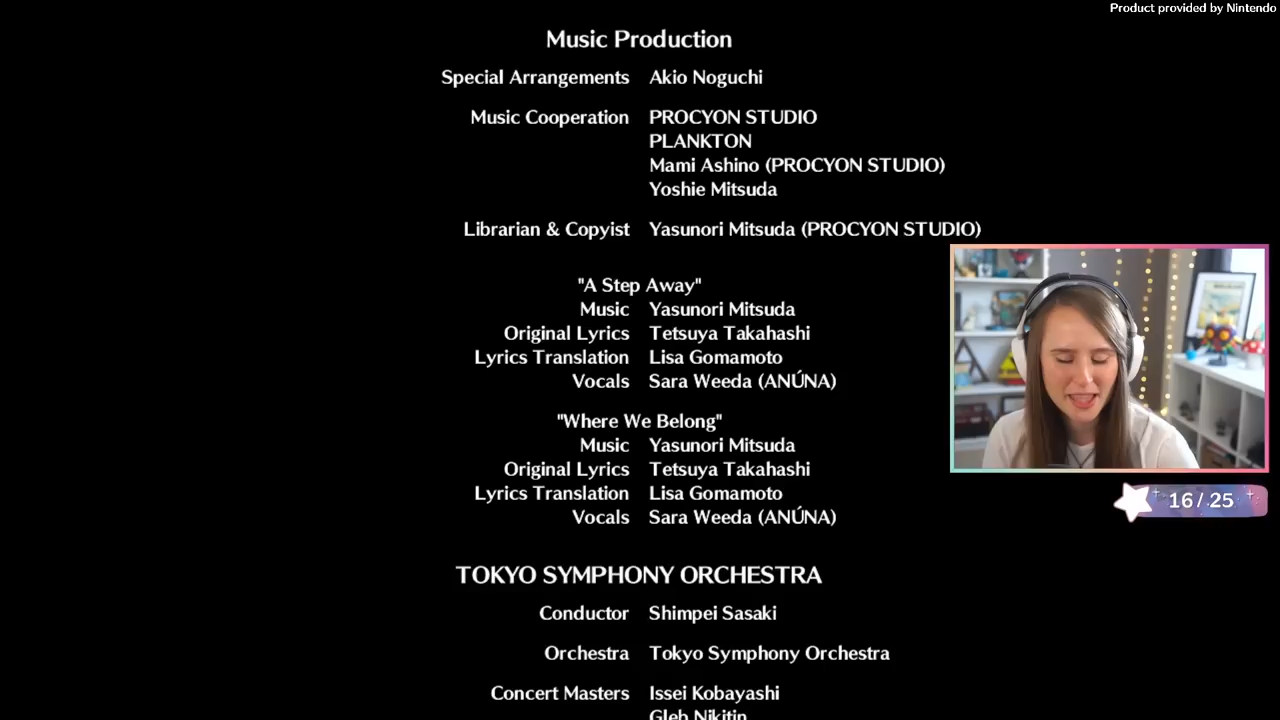 Product provided by Nintendo
Music Production
Special Arrangements Akio Noguchi
Music Cooperation PROCYON STUDIO
PLANKTON
Mami Ashino (PROCYON STUDIO)
Yoshie Mitsuda
Librarian & Copyist Yasunori Mitsuda (PROCYON STUDIO)
"A Step Away"
Music Yasunori Mitsuda
Original Lyrics Tetsuya Takahashi
Lyrics Translation Lisa Gomamoto
Vocals Sara Weeda (ANÚNA)
"Where We Belong"
Music Yasunori Mitsuda
Original Lyrics Tetsuya Takahashi
Lyrics Translation Lisa Gomamoto
Vocals Sara Weeda (ANÚNA)
16/25
TOKYO SYMPHONY ORCHESTRA
Conductor Shimpei Sasaki
Orchestra Tokyo Symphony Orchestra
Concert Masters Issei Kobayashi
Gleb Nikitin